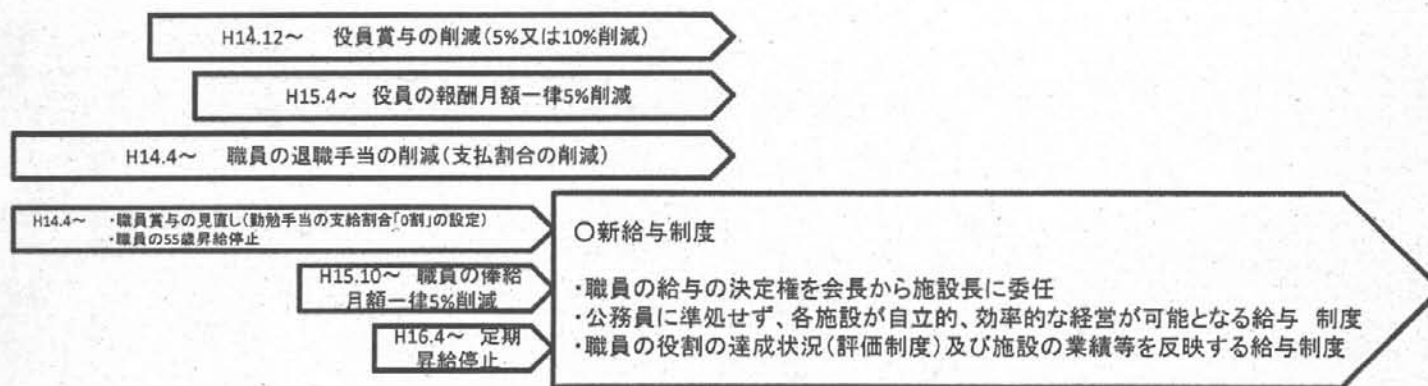 H14.12～　役員賞与の削減(5%又は10%削減)
H15.4～ 役員の報酬月額一律5%削減
H14.4～　職員の退職手当の削減(支払割合の削減)
H14.4～　・職員賞与の見直し(勤勉手当の支給割合「0割」の設定)
・職員の55歳昇給停止
H15.10～ 職員の俸給
月額一律5%削減
H16.4～ 定期
昇給停止
○新給与制度
・職員の給与の決定権を会長から施設長に委任
・公務員に準処せず、各施設が自立的、効率的な経営が可能となる給与 制度
・職員の役割の達成状況(評価制度)及び施設の業績等を反映する給与制度